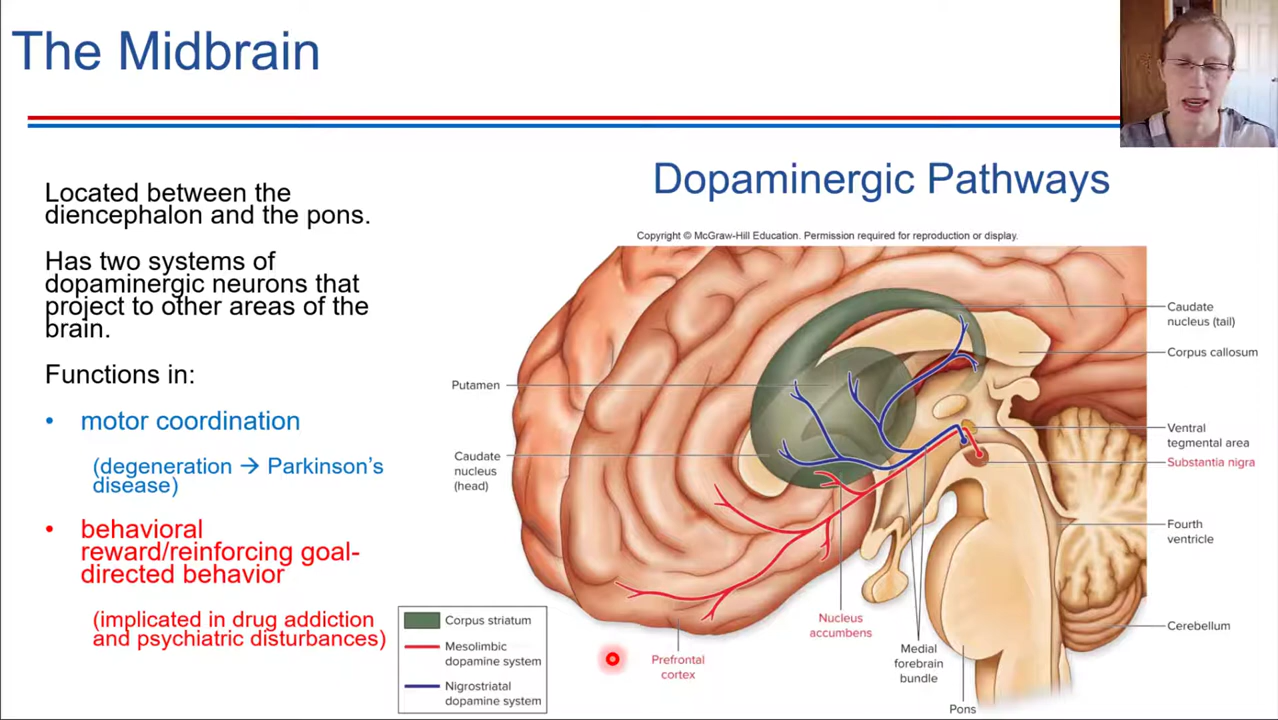 The Midbrain
Located between the
diencephalon and the pons.
Has two systems of
dopaminergic neurons that
project to other areas of the
brain.
Functions in:
• motor coordination
(degeneration → Parkinson's
disease)
• behavioral
reward/reinforcing goal-
directed behavior
(implicated in drug addiction
and psychiatric disturbances)
Dopaminergic Pathways
Copyright © McGraw-Hill Education. Permission required for reproduction or display.
Putamen
Caudate
nucleus
(head)
Caudate
nucleus (tail)
Corpus callosum
Ventral
tegmental area
Substantia nigra
Fourth
ventricle
Cerebellum
Nucleus
accumbens
Medial
forebrain
bundle
Prefrontal
cortex
Pons
Corpus striatum
Mesolimbic
dopamine system
Nigrostriatal
dopamine system